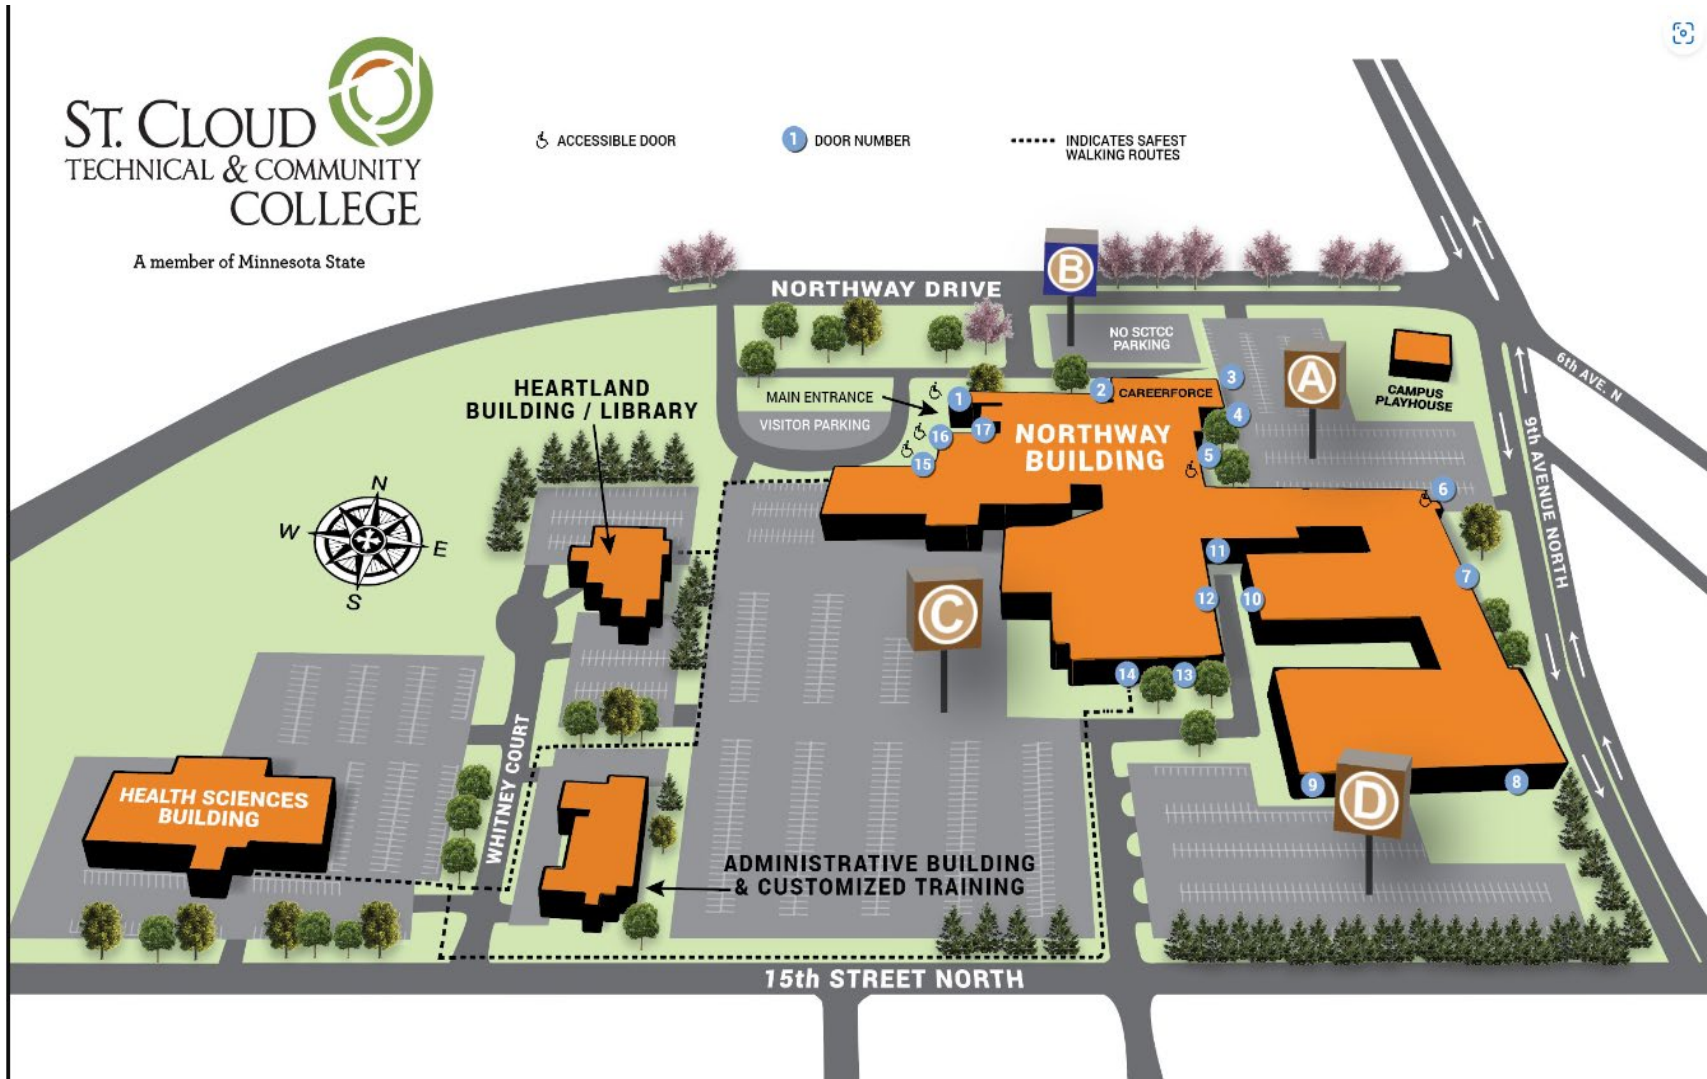 ST. CLOUD
TECHNICAL & COMMUNITY
COLLEGE
A member of Minnesota State
ACCESSIBLE DOOR
1 DOOR NUMBER
INDICATES SAFEST
WALKING ROUTES
NORTHWAY DRIVE
B
NO SCTCC
PARKING
A
CAMPUS
PLAYHOUSE
6th AVE. N
9th AVENUE NORTH
HEARTLAND
BUILDING / LIBRARY
MAIN ENTRANCE
VISITOR PARKING
1
2
CAREERFORCE
3
4
5
6
7
8
9
10
11
12
13
14
15
16
17
NORTHWAY
BUILDING
N
W
E
S
C
D
WHITNEY COURT
HEALTH SCIENCES
BUILDING
ADMINISTRATIVE BUILDING
& CUSTOMIZED TRAINING
15th STREET NORTH